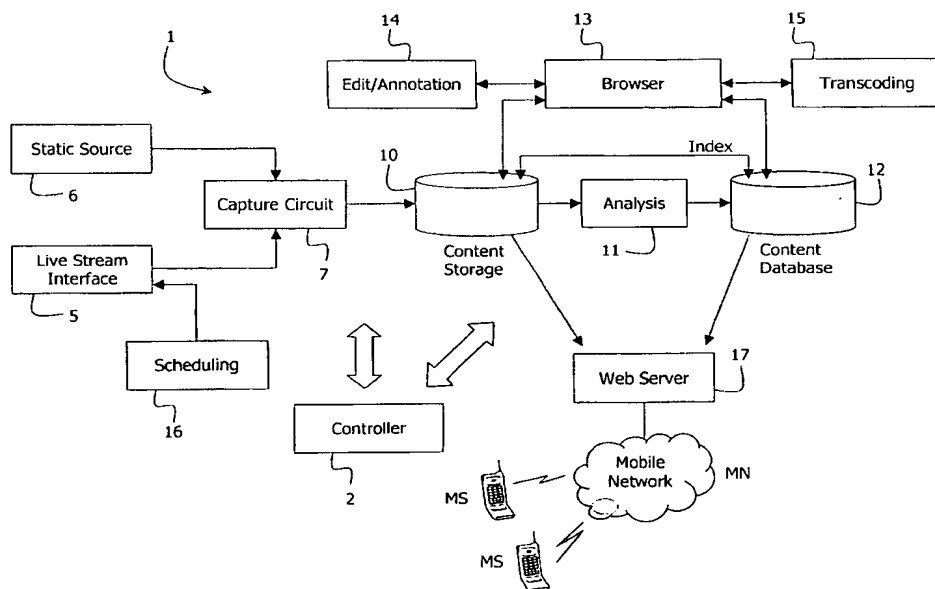 1
14
13
15
Edit/Annotation
Browser
Transcoding
Static Source
6
10
Index
12
Capture Circuit
7
Analysis
11
Content
Storage
Content
Database
Live Stream
Interface
5
Scheduling
16
Web Server
17
Controller
2
Mobile
Network
MN
MS
MS